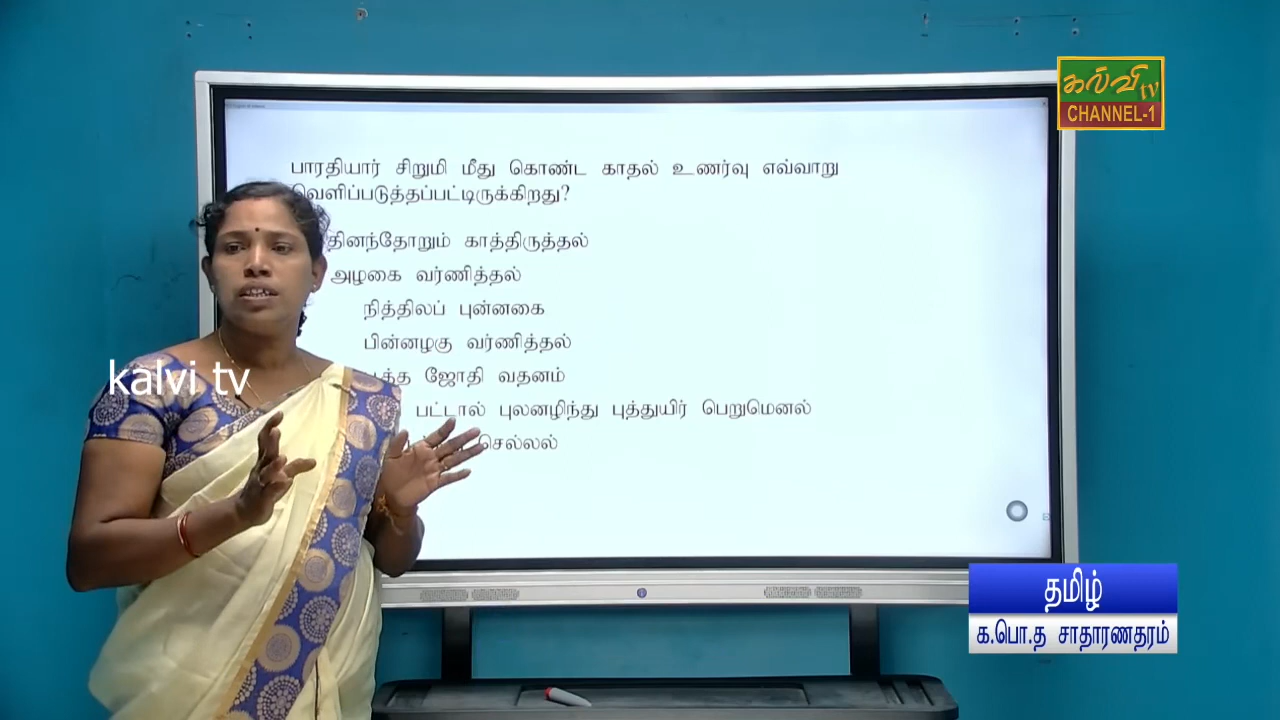 கல்வி TV
CHANNEL-1
பாரதியார் சிறுமி மீது கொண்ட காதல் உணர்வு எவ்வாறு
வெளிப்படுத்தப்பட்டிருக்கிறது?
தினந்தோறும் காத்திருத்தல்
அழகை வர்ணித்தல்
நித்திலப் புன்னகை
பின்னழகு வர்ணித்தல்
ஜோதி வதனம்
பட்டால் புலனழிந்து புத்துயிர் பெறுமெனல்
செல்லல்
kalvi tv
தமிழ்
க.பொ.த சாதாரணதரம்